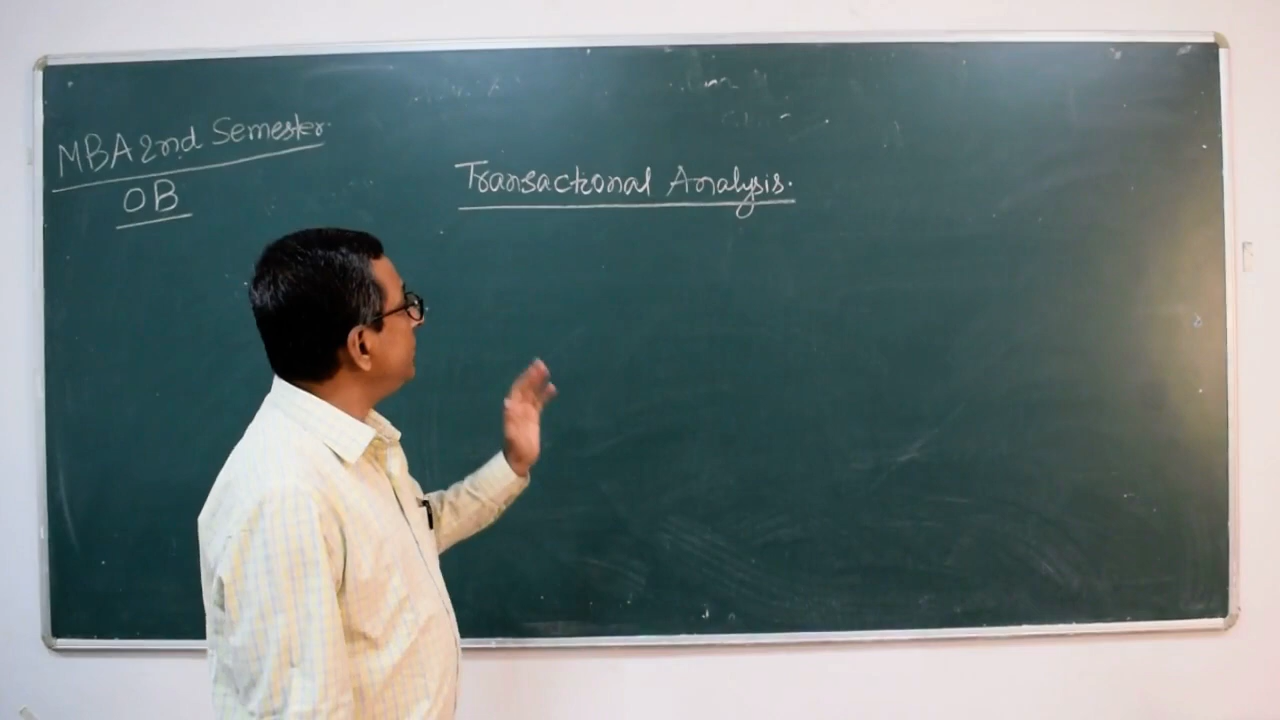 MBA 2nd Semester.
OB
Transactional Analysis.